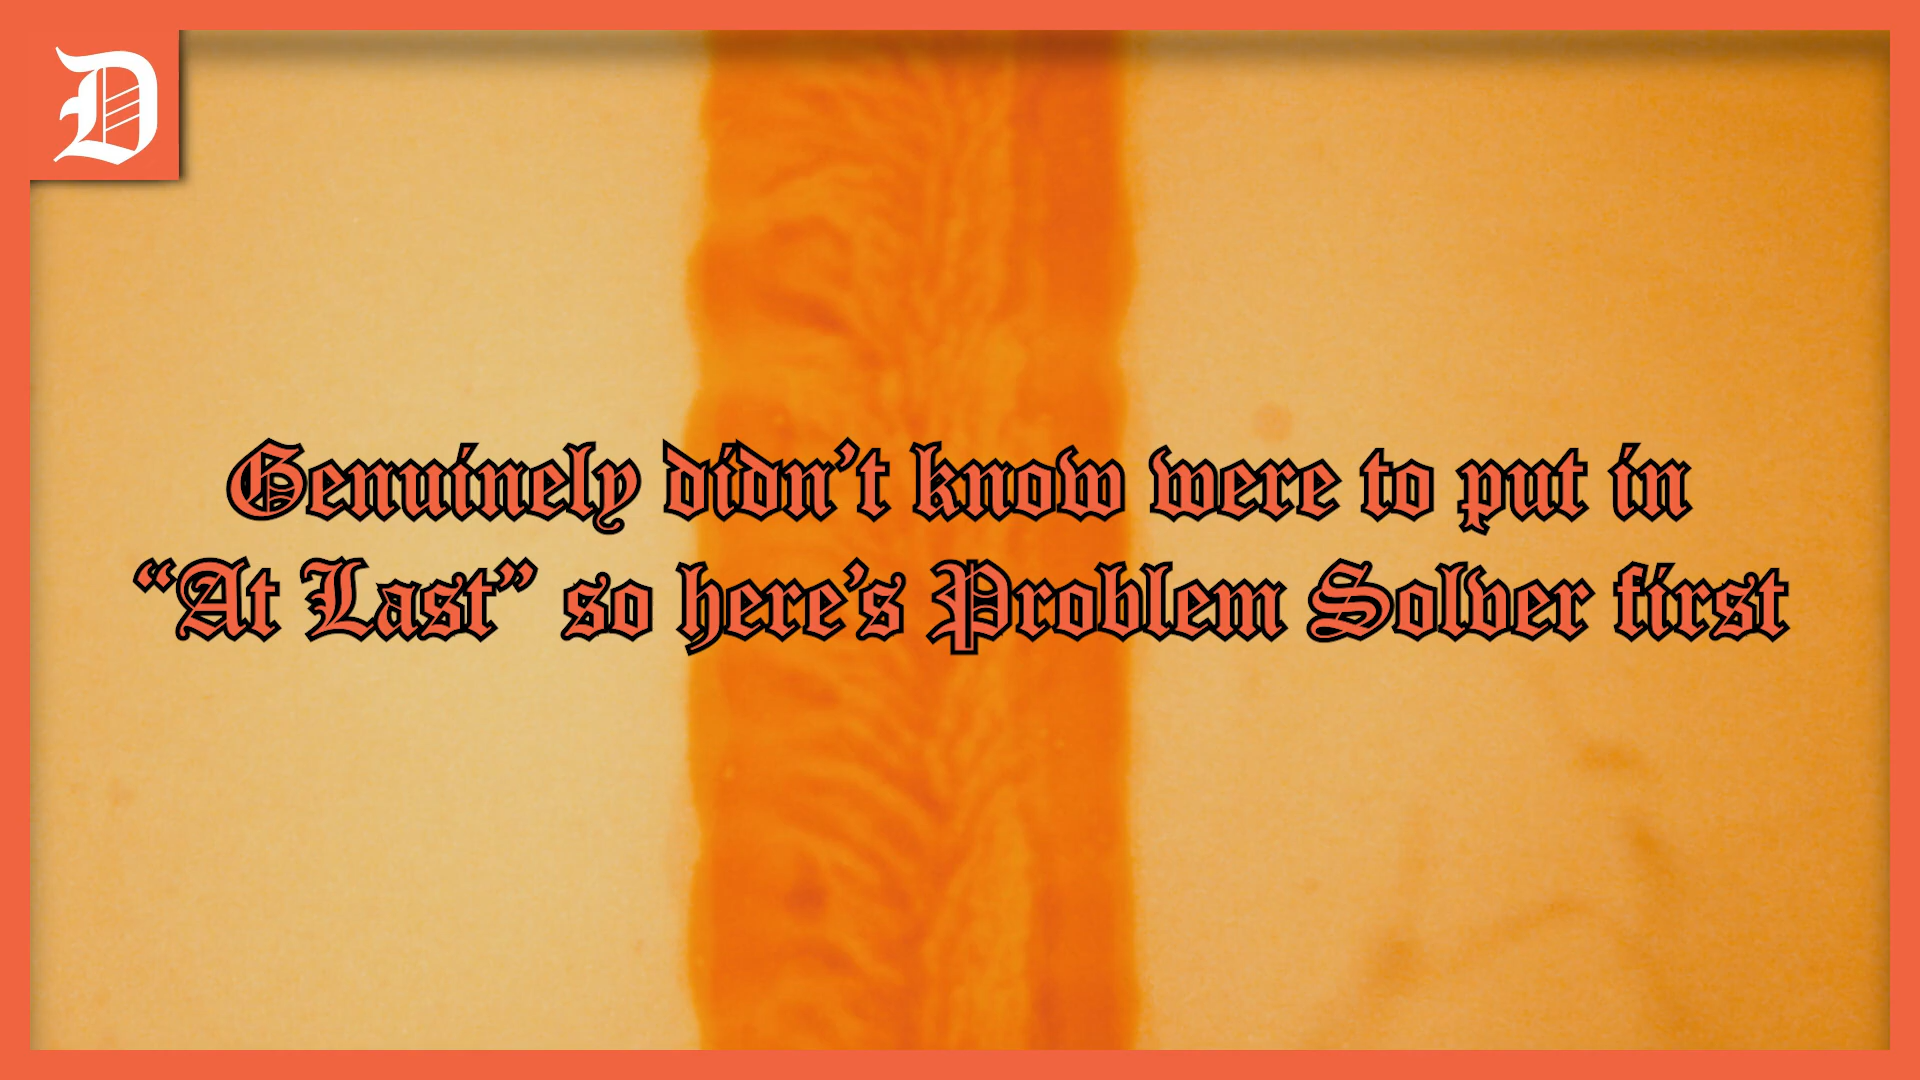 D
Genuinely didn’t know were to put in
“At Last” so here’s Problem Solver first